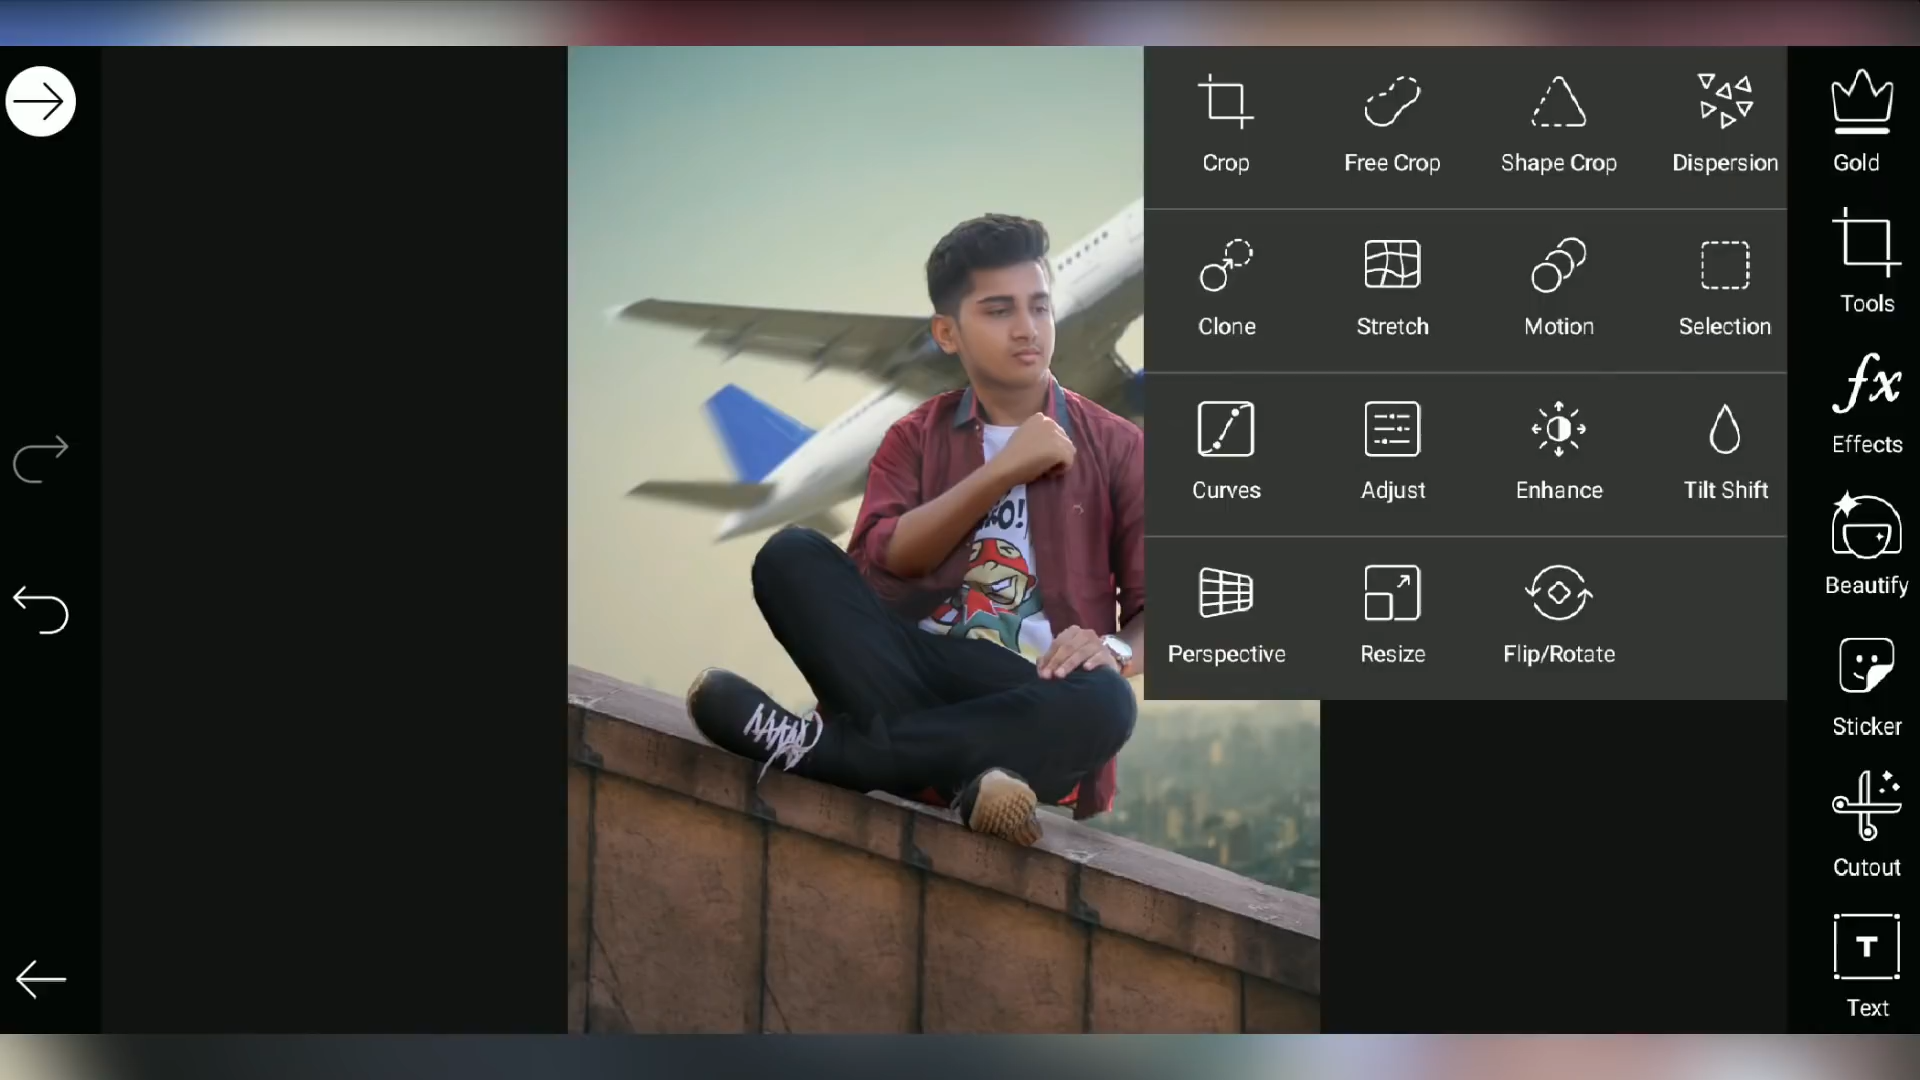 Crop Free Crop Shape Crop Dispersion
Clone Stretch Motion Selection
Curves Adjust Enhance Tilt Shift
Perspective Resize Flip/Rotate
Gold
Tools
fx
Effects
Beautify
Sticker
Cutout
T
Text